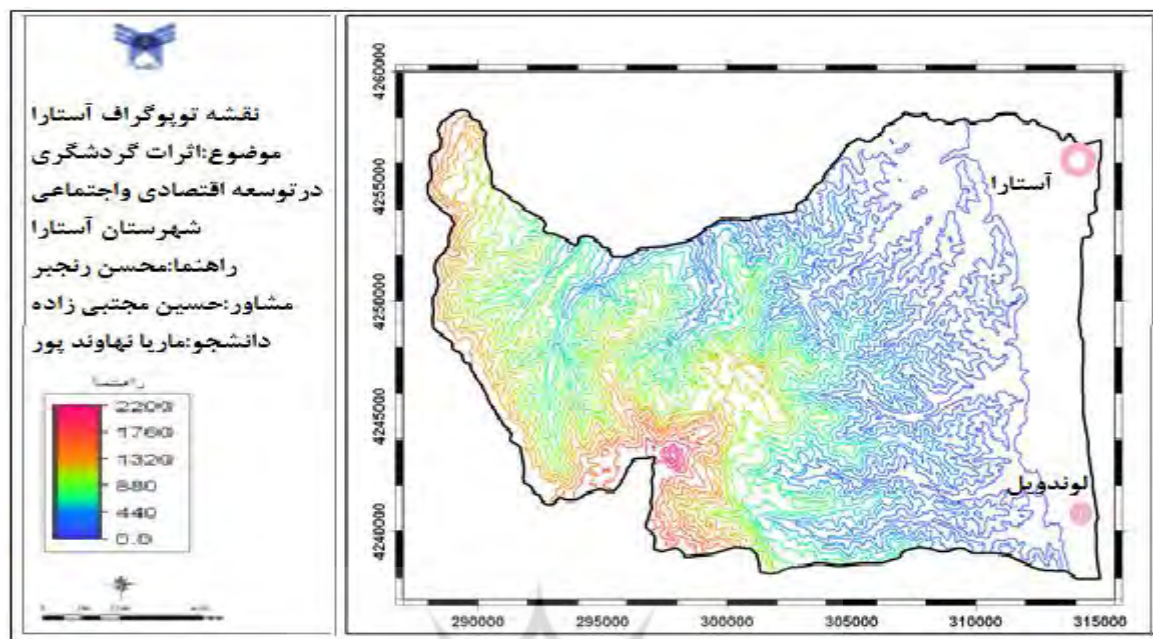 نقشه توپوگراف آستارا
موضوع:اثرات گردشگری
درتوسعه اقتصادی واجتماعی
شهرستان آستارا
راهنما:محسن رنجبر
مشاور:حسین مجتبی زاده
دانشجو:ماریا نهاوند پور
راهنما
2200
1760
1320
880
440
0.0
4260000
4255000
4250000
4245000
4240000
آستارا
لوندویل
290000
295000
300000
305000
310000
315000